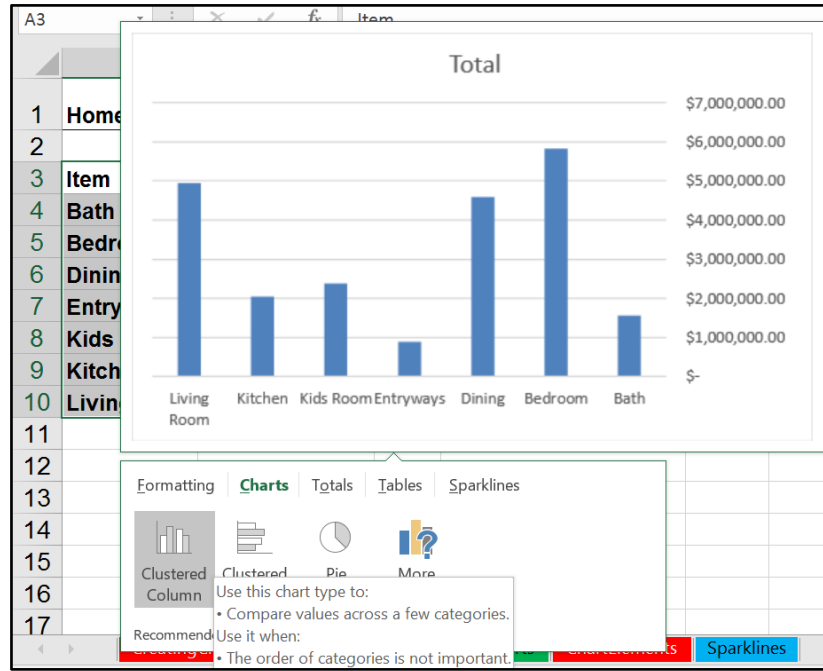 A3
fx
Item
Total
$7,000,000.00
$6,000,000.00
$5,000,000.00
$4,000,000.00
$3,000,000.00
$2,000,000.00
$1,000,000.00
$-
Living Room
Kitchen
Kids Room
Entryways
Dining
Bedroom
Bath
1 Home
2
3 Item
4 Bath
5 Bedro
6 Dinin
7 Entry
8 Kids
9 Kitch
10 Livin
11
12
13
14
15
16
17
Formatting Charts Totals Tables Sparklines
Clustered Column
Clustered
Pie
More
Recommend
Use this chart type to:
• Compare values across a few categories.
Use it when:
• The order of categories is not important.
ChartElements
Sparklines